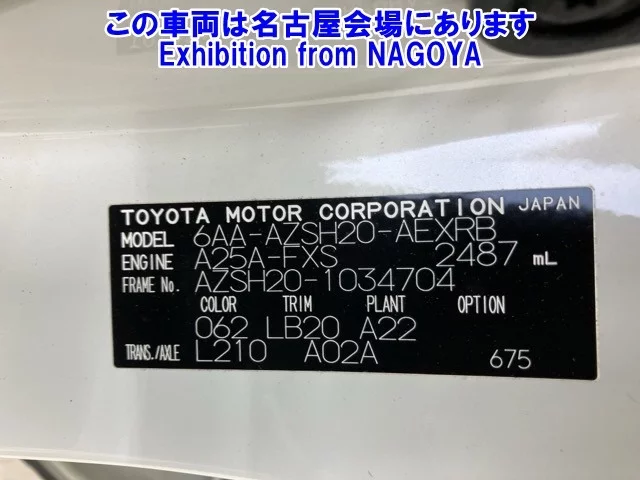 この車両は名古屋会場にあります
Exhibition from NAGOYA
TOYOTA MOTOR CORPORATION JAPAN
MODEL 6AA-AZSH20-AEXRB
ENGINE A25A-FXS 2487 mL
FRAME No. AZSH20-1034704
COLOR TRIM PLANT OPTION
062 LB20 A22
TRANS./AXLE L210 A02A 675